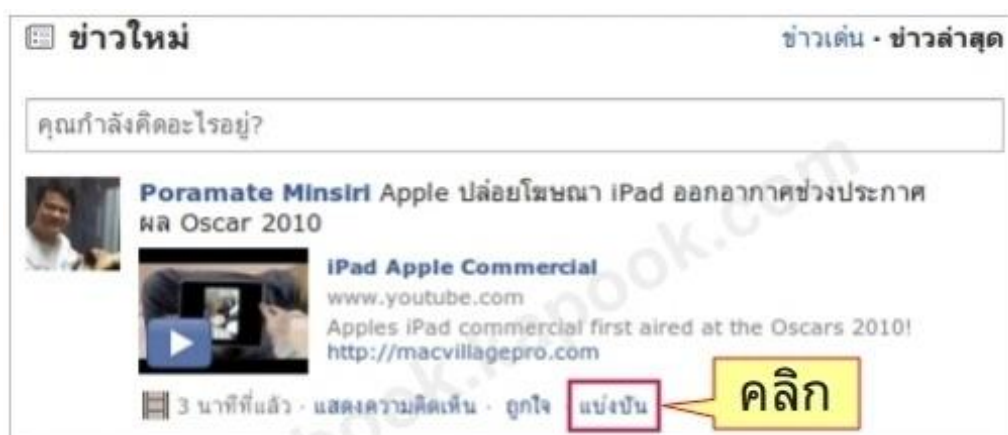 ข่าวใหม่
ข่าวเด่น · ข่าวล่าสุด
คุณกำลังคิดอะไรอยู่?
Poramate Minsiri Apple ปล่อยโฆษณา iPad ออกอากาศช่วงประกาศ
ผล Oscar 2010
iPad Apple Commercial
www.youtube.com
Apples iPad commercial first aired at the Oscars 2010!
http://macvillagepro.com
3 นาทีที่แล้ว · แสดงความคิดเห็น · ถูกใจ แบ่งปัน
คลิก
book.kapook.com